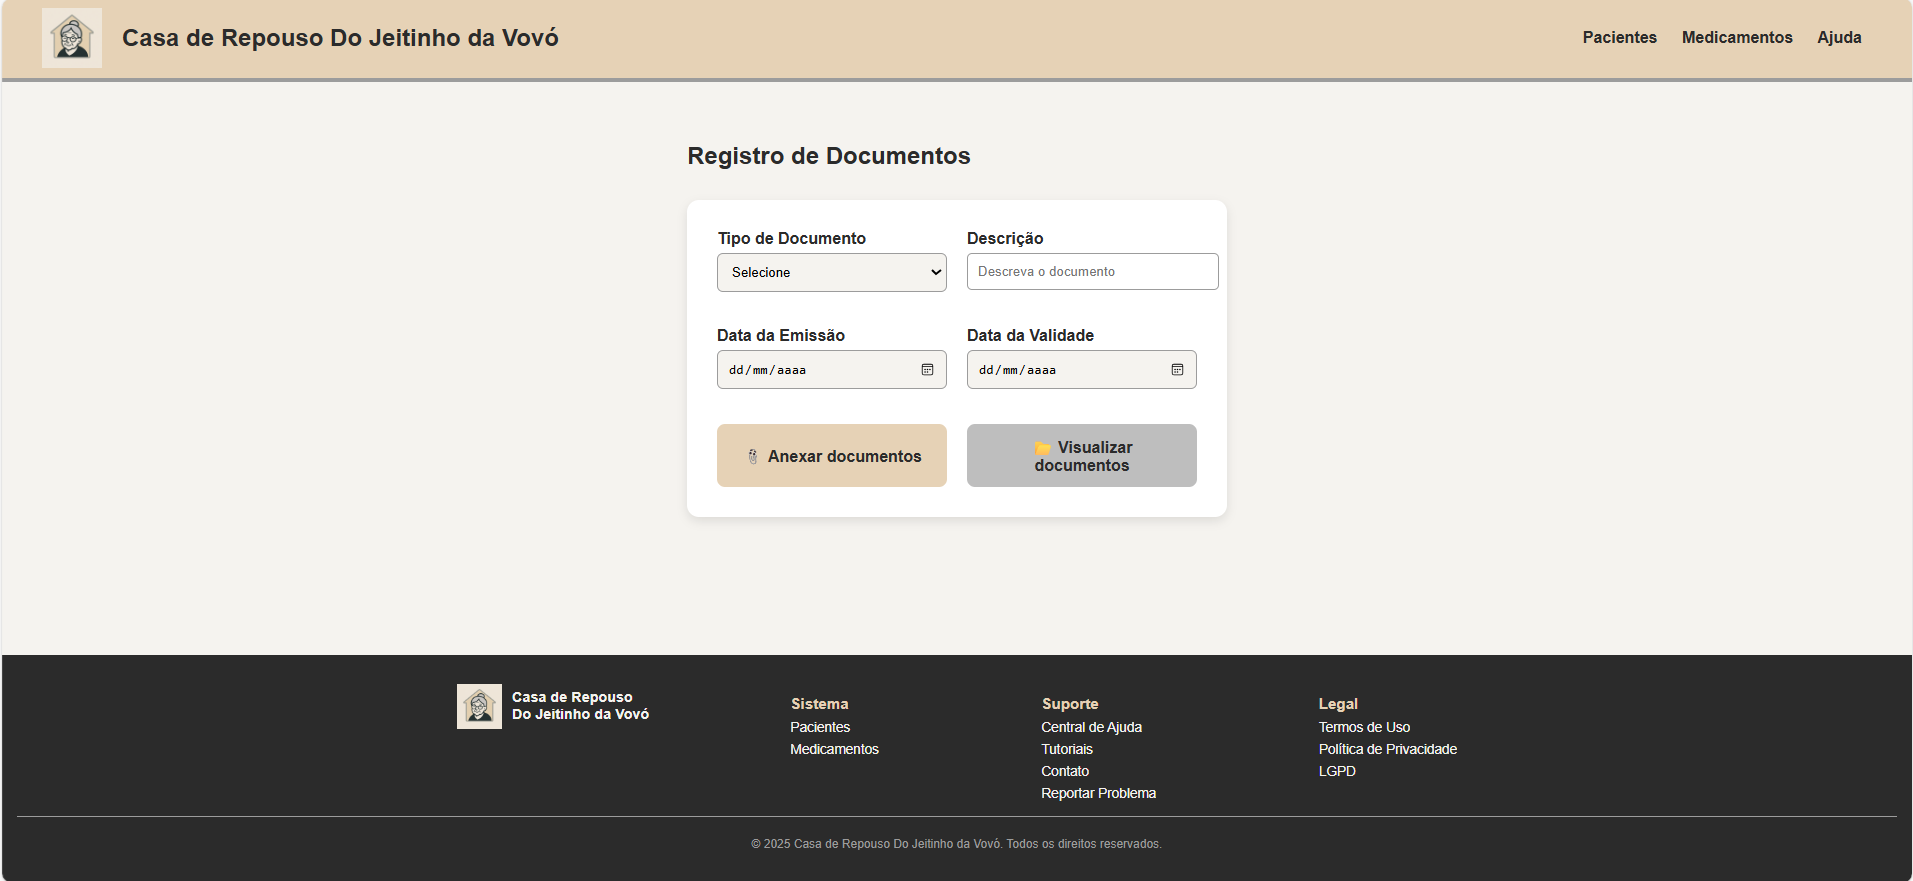 Casa de Repouso Do Jeitinho da Vovó
Pacientes
Medicamentos
Ajuda
Registro de Documentos
Tipo de Documento
Descrição
Selecione
Descreva o documento
Data da Emissão
Data da Validade
dd/mm/aaaa
dd/mm/aaaa
Anexar documentos
Visualizar
documentos
Casa de Repouso
Do Jeitinho da Vovó
Sistema
Pacientes
Medicamentos
Suporte
Central de Ajuda
Tutoriais
Contato
Reportar Problema
Legal
Termos de Uso
Política de Privacidade
LGPD
© 2025 Casa de Repouso Do Jeitinho da Vovó. Todos os direitos reservados.